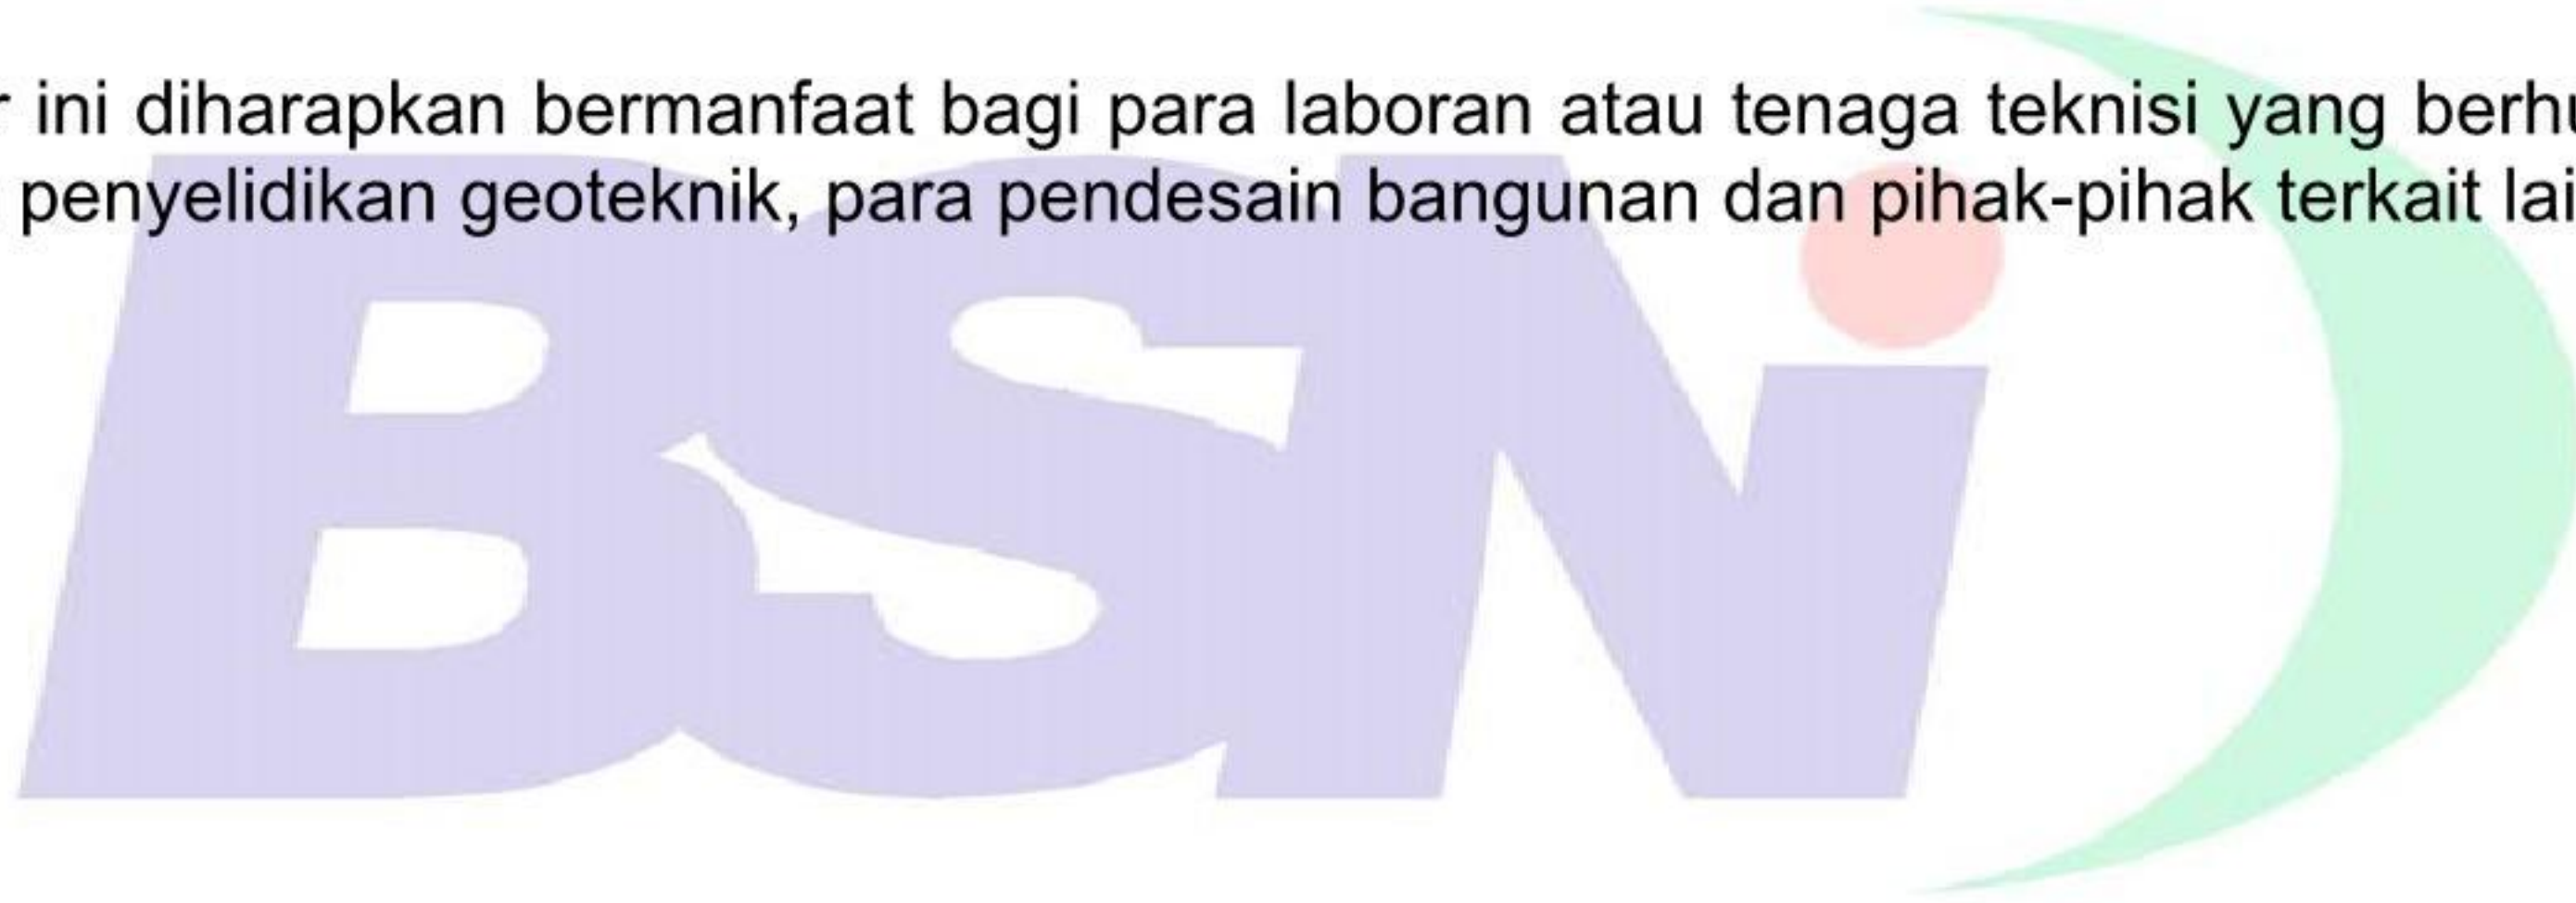 ini diharapkan bermanfaat bagi para laboran atau tenaga teknisi yang
penyelidikan geoteknik, para pendesain bangunan dan pihak-pihak terkait
BSN